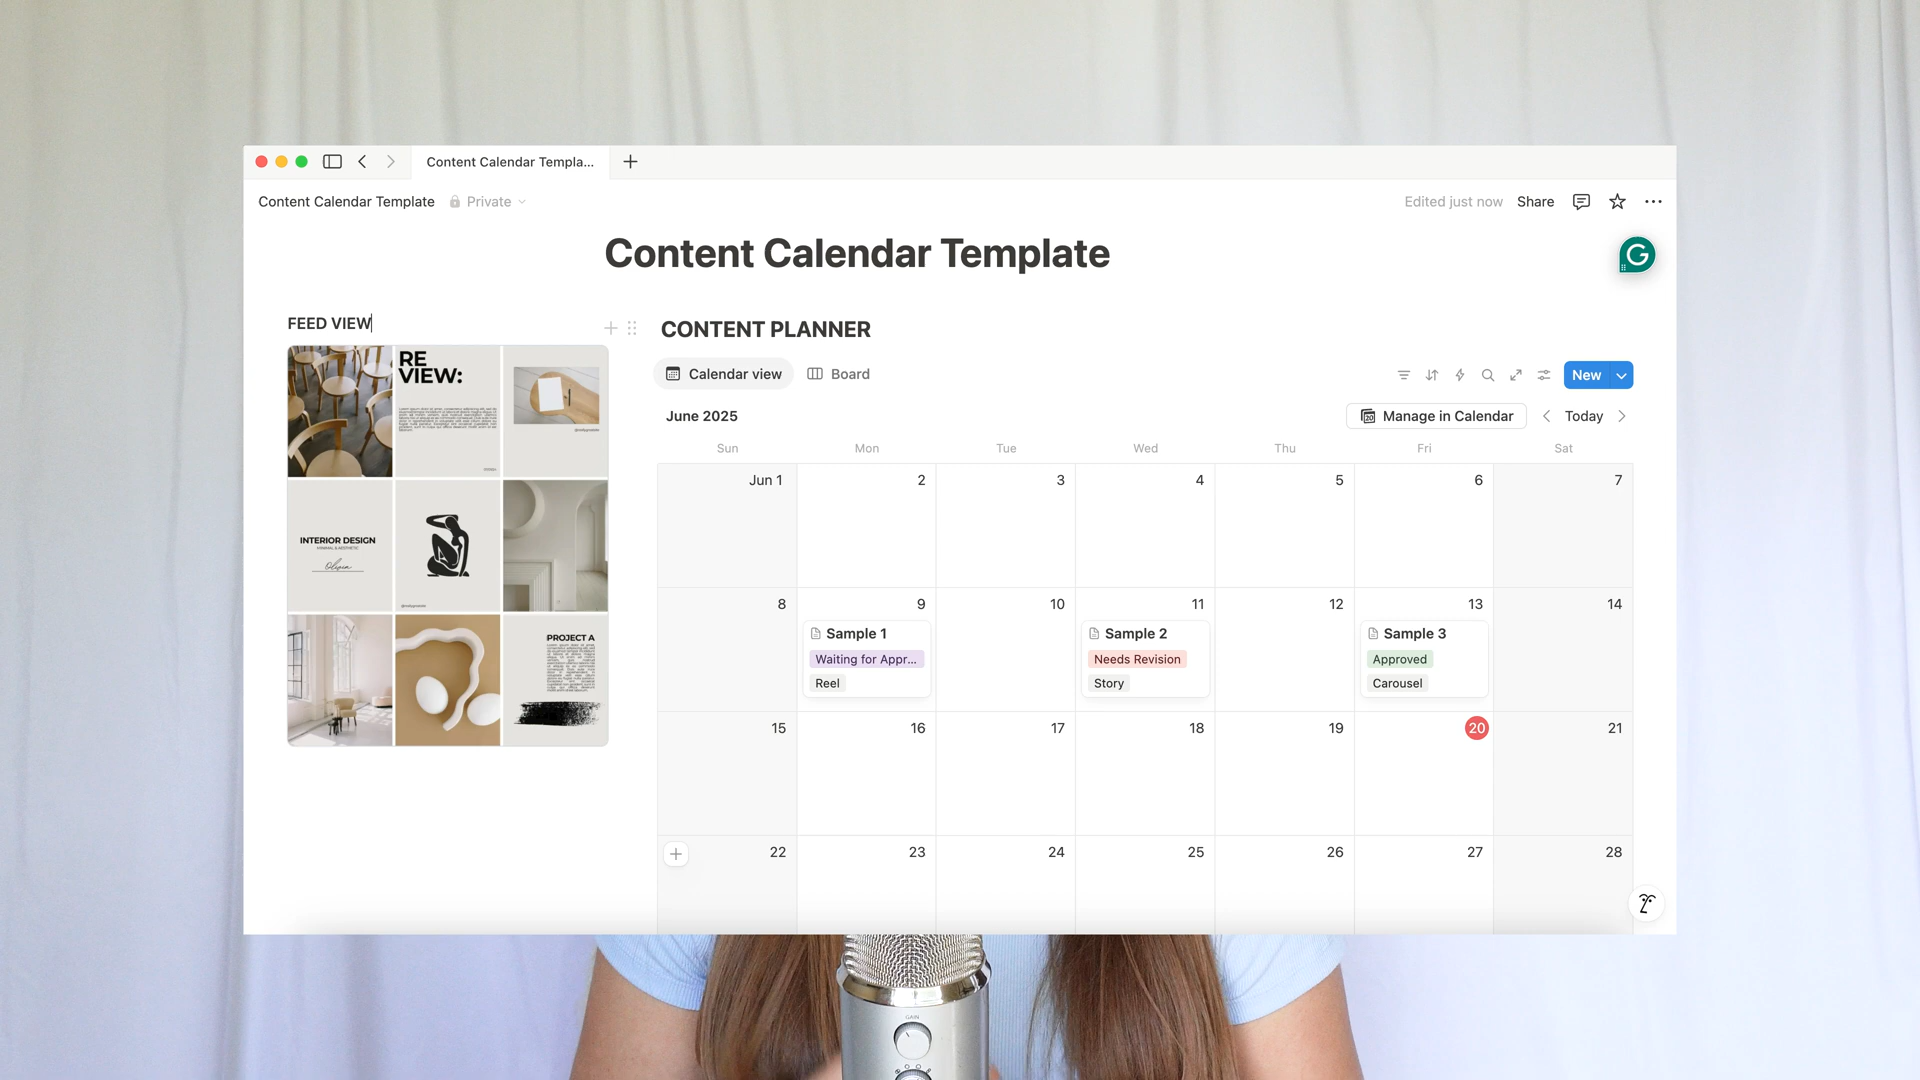 Content Calendar Templa...
Content Calendar Template
Private
Edited just now
Share
Content Calendar Template
G
FEED VIEW
RE
VIEW:
INTERIOR DESIGN
MINIMAL & AESTHETIC
Olivia
PROJECT A
CONTENT PLANNER
Calendar view
Board
New
June 2025
Manage in Calendar
Today
Sun Mon Tue Wed Thu Fri Sat
Jun 1 2 3 4 5 6 7
8 9 10 11 12 13 14
Sample 1
Waiting for Appr...
Reel
Sample 2
Needs Revision
Story
Sample 3
Approved
Carousel
15 16 17 18 19 20 21
22 23 24 25 26 27 28
GAIN